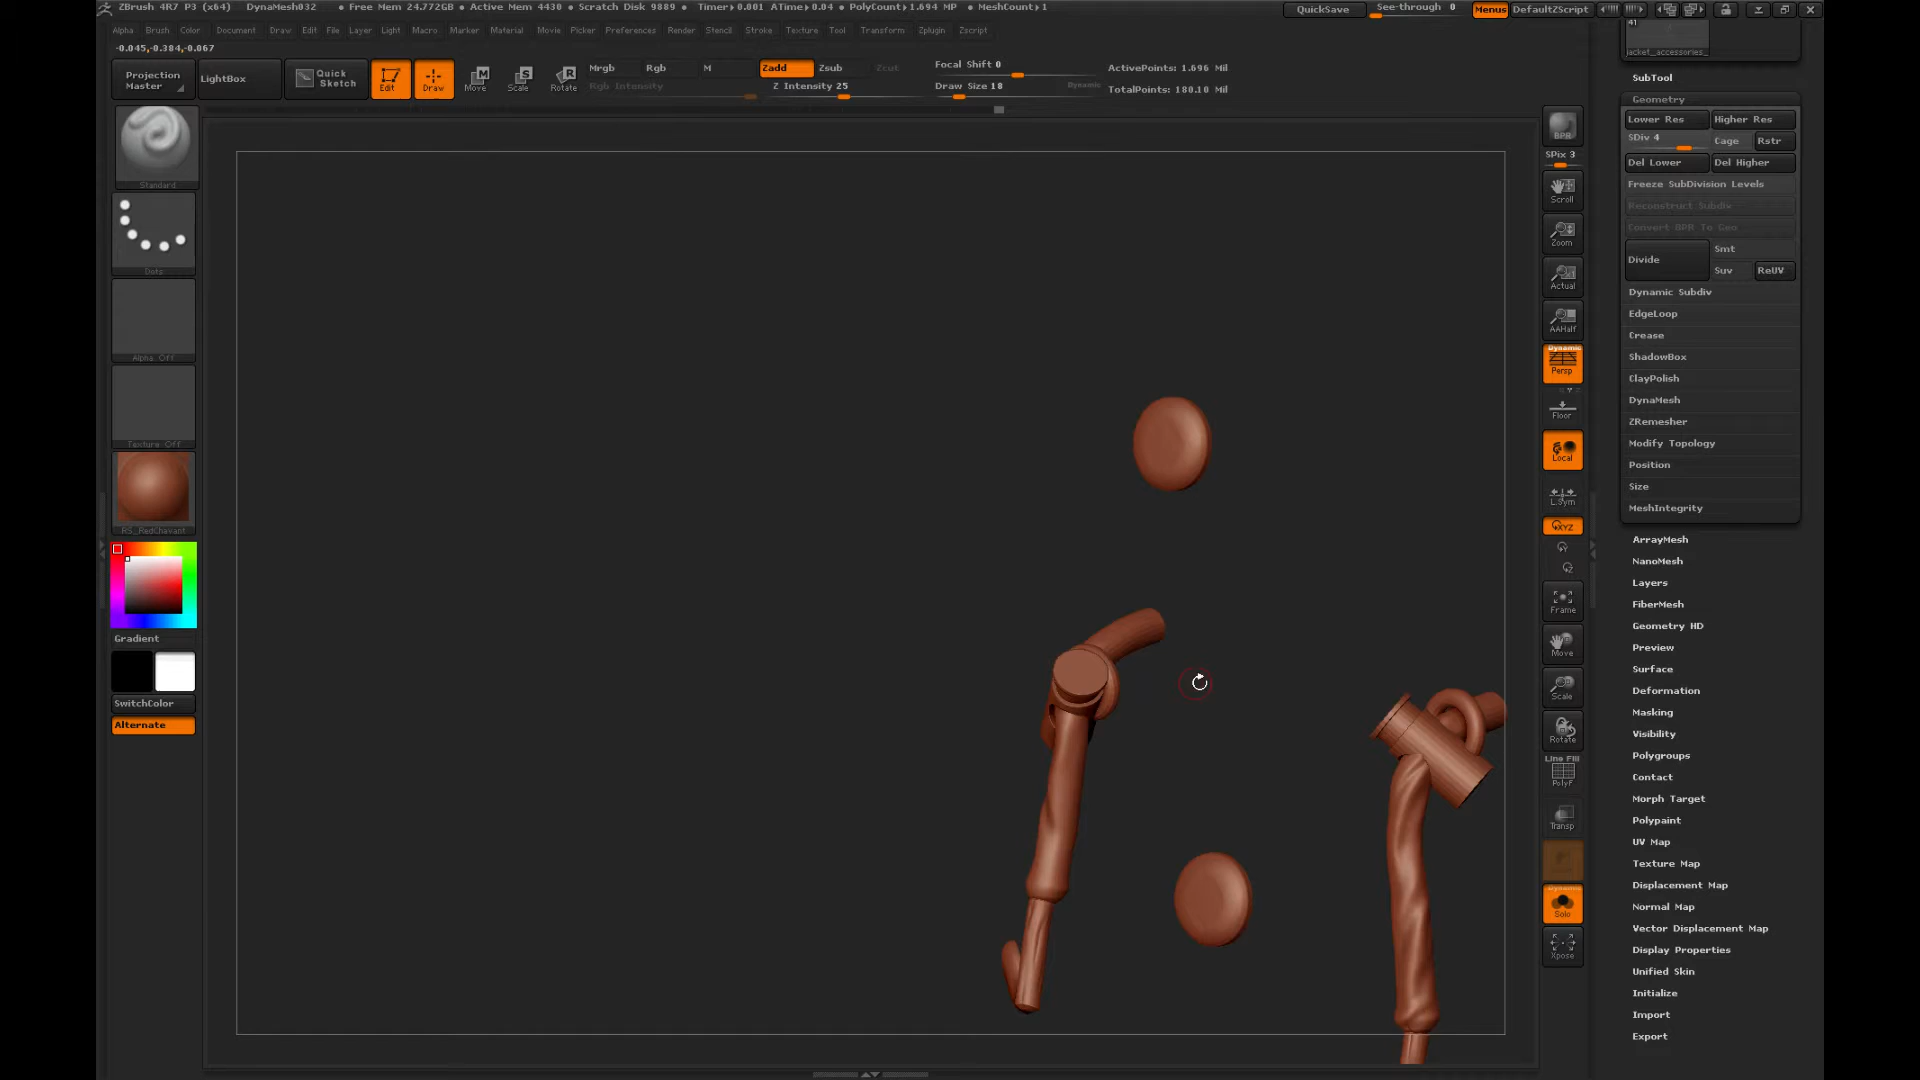 ZBrush 4R7 P3 (x64) DynaMesh032 • Free Mem 24.772GB • Active Mem 4430 • Scratch Disk 9889 • Timer▸0.001 ATime▸0.04 • PolyCount▸1.694 MP • MeshCount▸1
QuickSave See-through 0 Menus DefaultZScript
Alpha Brush Color Document Draw Edit File Layer Light Macro Marker Material Movie Picker Preferences Render Stencil Stroke Texture Tool Transform Zplugin Zscript
-0.045,-0.384,-0.067
Projection Master
LightBox
Quick Sketch
Edit
Draw
Move
Scale
Rotate
Mrgb Rgb M
Rgb Intensity
Zadd Zsub Zcut
Z Intensity 25
Focal Shift 0
Draw Size 18
Dynamic
ActivePoints: 1.696 Mil
TotalPoints: 180.10 Mil
Standard
Dots
Alpha Off
Texture Off
RS_RedChavant
Gradient
SwitchColor
Alternate
BPR
SPix 3
Scroll
Zoom
Actual
AAHalf
Dynamic
Persp
Floor
Local
L.Sym
XYZ
Frame
Move
Scale
Rotate
Line Fill
PolyF
Transp
Dynamic
Solo
Xpose
41
jacket_accessories_
SubTool
Geometry
Lower Res Higher Res
SDiv 4 Cage Rstr
Del Lower Del Higher
Freeze SubDivision Levels
Reconstruct Subdiv
Convert BPR To Geo
Divide Smt
Suv ReUV
Dynamic Subdiv
EdgeLoop
Crease
ShadowBox
ClayPolish
DynaMesh
ZRemesher
Modify Topology
Position
Size
MeshIntegrity
ArrayMesh
NanoMesh
Layers
FiberMesh
Geometry HD
Preview
Surface
Deformation
Masking
Visibility
Polygroups
Contact
Morph Target
Polypaint
UV Map
Texture Map
Displacement Map
Normal Map
Vector Displacement Map
Display Properties
Unified Skin
Initialize
Import
Export